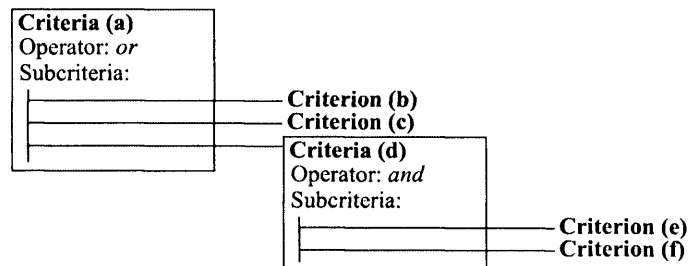 Criteria (a)
Operator: or
Subcriteria:
Criterion (b)
Criterion (c)
Criteria (d)
Operator: and
Subcriteria:
Criterion (e)
Criterion (f)